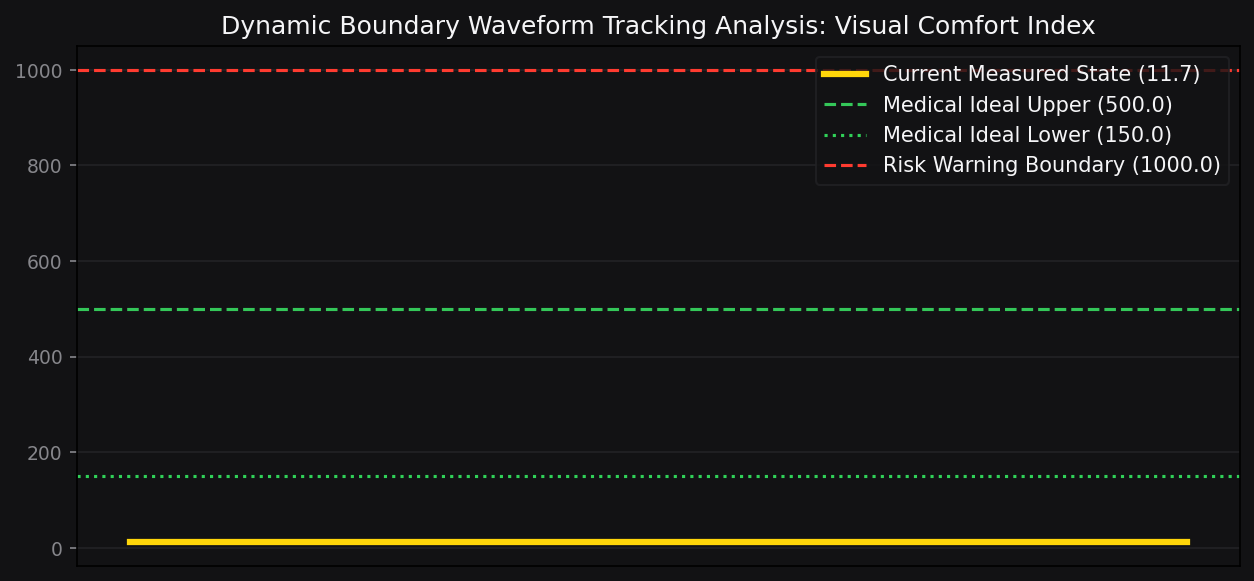 Dynamic Boundary Waveform Tracking Analysis: Visual Comfort Index
1000
800
600
400
200
0
Current Measured State (11.7)
Medical Ideal Upper (500.0)
Medical Ideal Lower (150.0)
Risk Warning Boundary (1000.0)